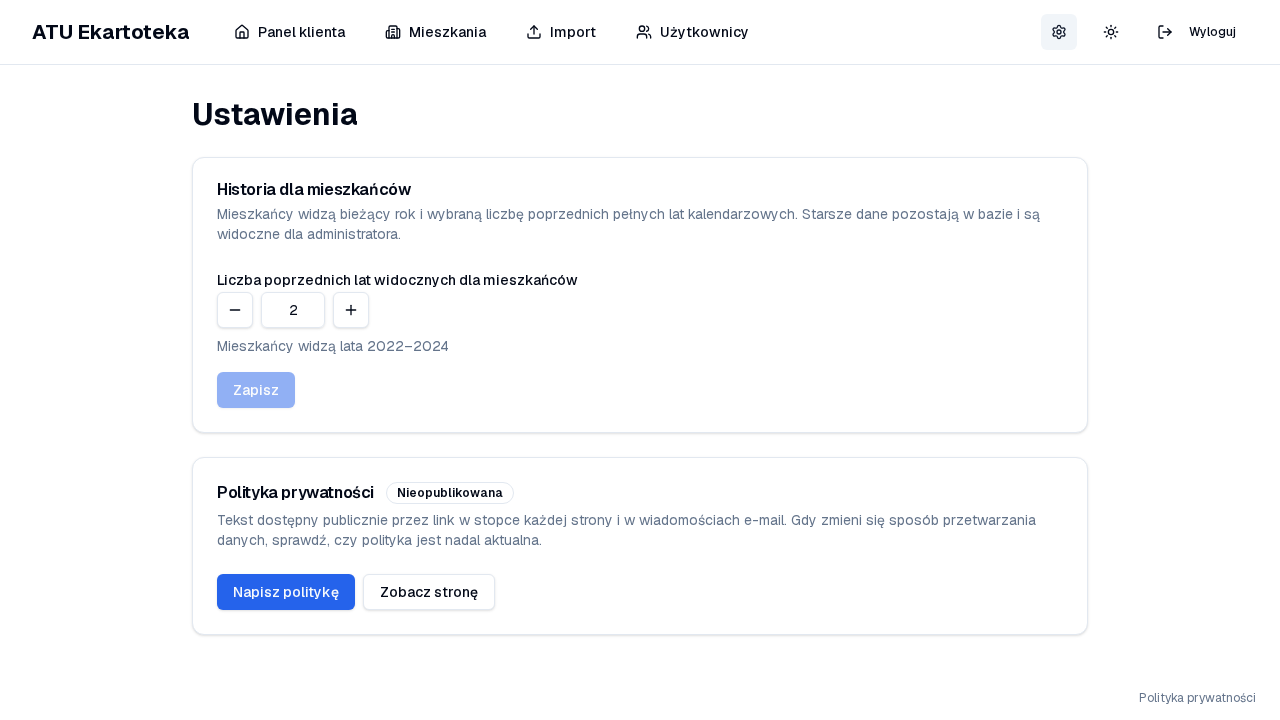 ATU Ekartoteka
Panel klienta
Mieszkania
Import
Użytkownicy
Wyloguj
Ustawienia
Historia dla mieszkańców
Mieszkańcy widzą bieżący rok i wybraną liczbę poprzednich pełnych lat kalendarzowych. Starsze dane pozostają w bazie i są
widoczne dla administratora.
Liczba poprzednich lat widocznych dla mieszkańców
2
Mieszkańcy widzą lata 2022–2024
Zapisz
Polityka prywatności
Nieopublikowana
Tekst dostępny publicznie przez link w stopce każdej strony i w wiadomościach e-mail. Gdy zmieni się sposób przetwarzania
danych, sprawdź, czy polityka jest nadal aktualna.
Napisz politykę
Zobacz stronę
Polityka prywatności